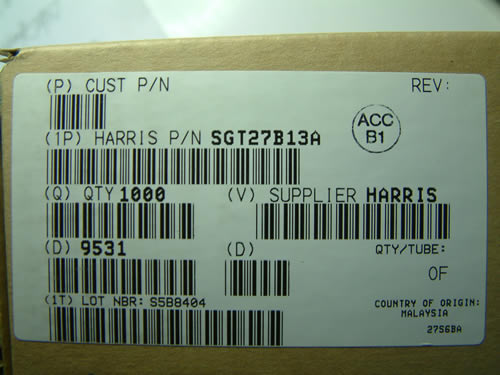 (P) CUST P/N REV:
ACC
B1
(1P) HARRIS P/N SGT27B13A
(Q) QTY 1000 (V) SUPPLIER HARRIS
(D) 9531 (D) QTY/TUBE:
OF
(1T) LOT NBR: S5B8404 COUNTRY OF ORIGIN:
MALAYSIA
2756BA